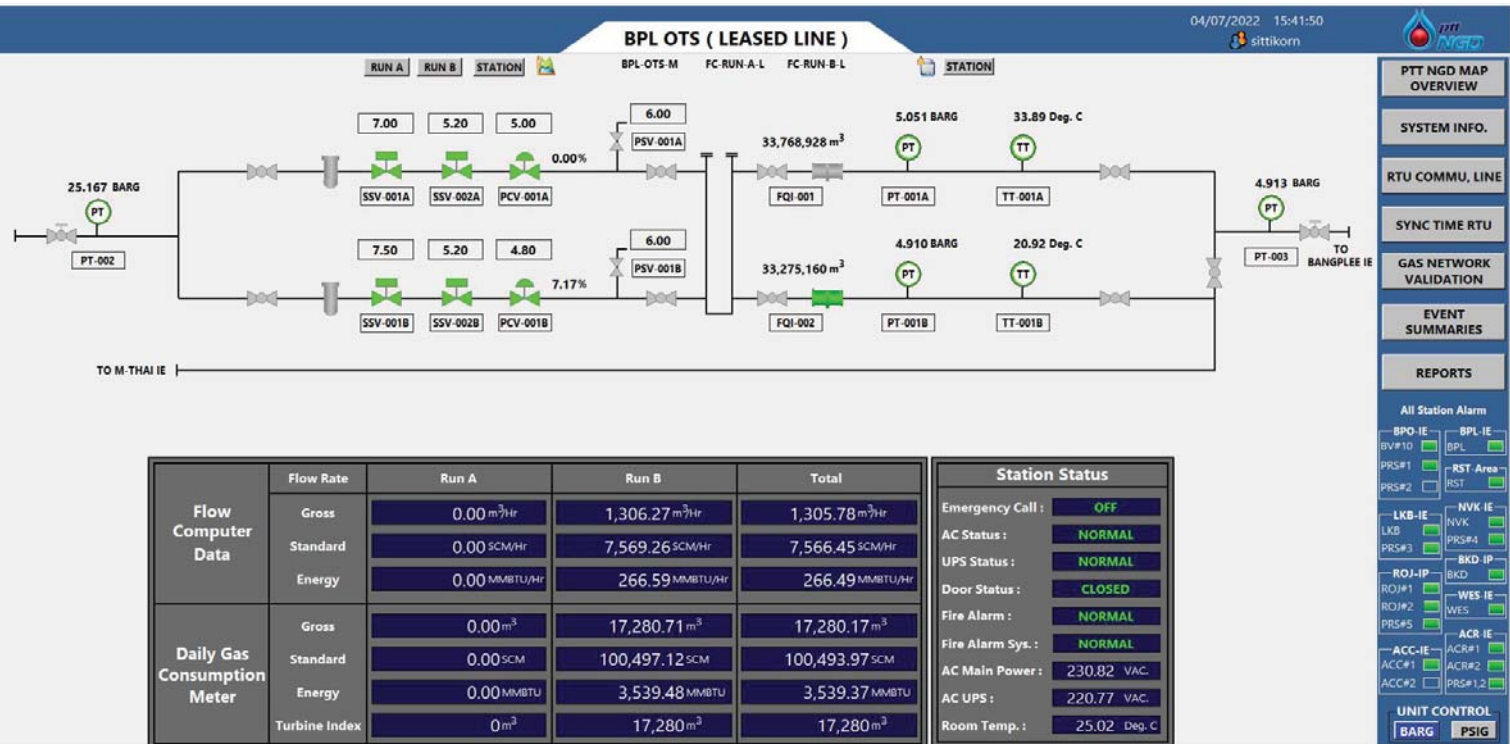 04/07/2022 15:41:50
sittikorn
ptt
NGD
BPL OTS ( LEASED LINE )
RUN A RUN B STATION
BPL-OTS-M FC-RUN-A-L FC-RUN-B-L
STATION
PTT NGD MAP
OVERVIEW
SYSTEM INFO.
RTU COMMU, LINE
SYNC TIME RTU
GAS NETWORK
VALIDATION
EVENT
SUMMARIES
REPORTS
7.00 5.20 5.00
6.00
PSV-001A
0.00%
33,768,928 m³
5.051 BARG
33.89 Deg. C
PT
TT
SSV-001A SSV-002A PCV-001A
FQI-001
PT-001A
TT-001A
25.167 BARG
PT
PT-002
4.913 BARG
PT
PT-003
TO
BANGPLEE IE
7.50 5.20 4.80
6.00
PSV-001B
7.17%
33,275,160 m³
4.910 BARG
20.92 Deg. C
PT
TT
SSV-001B SSV-002B PCV-001B
FQI-002
PT-001B
TT-001B
TO M-THAI IE
Flow Rate Run A Run B Total
Flow
Computer
Data
Gross 0.00 m³/Hr 1,306.27 m³/Hr 1,305.78 m³/Hr
Standard 0.00 SCM/Hr 7,569.26 SCM/Hr 7,566.45 SCM/Hr
Energy 0.00 MMBTU/Hr 266.59 MMBTU/Hr 266.49 MMBTU/Hr
Daily Gas
Consumption
Meter
Gross 0.00 m³ 17,280.71 m³ 17,280.17 m³
Standard 0.00 SCM 100,497.12 SCM 100,493.97 SCM
Energy 0.00 MMBTU 3,539.48 MMBTU 3,539.37 MMBTU
Turbine Index 0 m³ 17,280 m³ 17,280 m³
Station Status
Emergency Call : OFF
AC Status : NORMAL
UPS Status : NORMAL
Door Status : CLOSED
Fire Alarm : NORMAL
Fire Alarm Sys. : NORMAL
AC Main Power : 230.82 VAC.
AC UPS : 220.77 VAC.
Room Temp. : 25.02 Deg. C
All Station Alarm
BPO-IE
BV#10
PRS#1
PRS#2
BPL-IE
BPL
RST-Area
RST
LKB-IE
LKB
PRS#3
NVK-IE
NVK
PRS#4
BKD-IP
BKD
ROJ-IP
ROJ#1
ROJ#2
PRS#5
WES-IE
WES
ACR-IE
ACR#1
ACR#2
PRS#1,2
ACC-IE
ACC#1
ACC#2
UNIT CONTROL
BARG PSIG